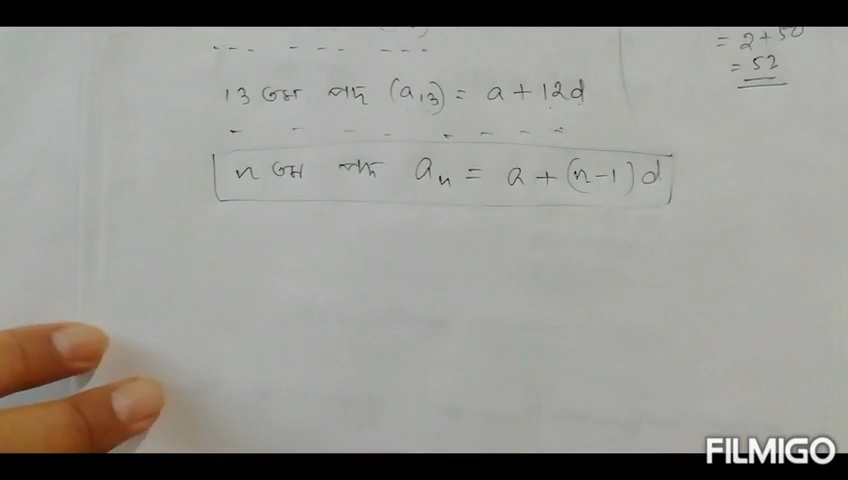 = 2 + 50
= 52
13 তম পদ (a₁₃) = a + 12d
n তম পদ aₙ = a + (n-1)d
FILMIGO